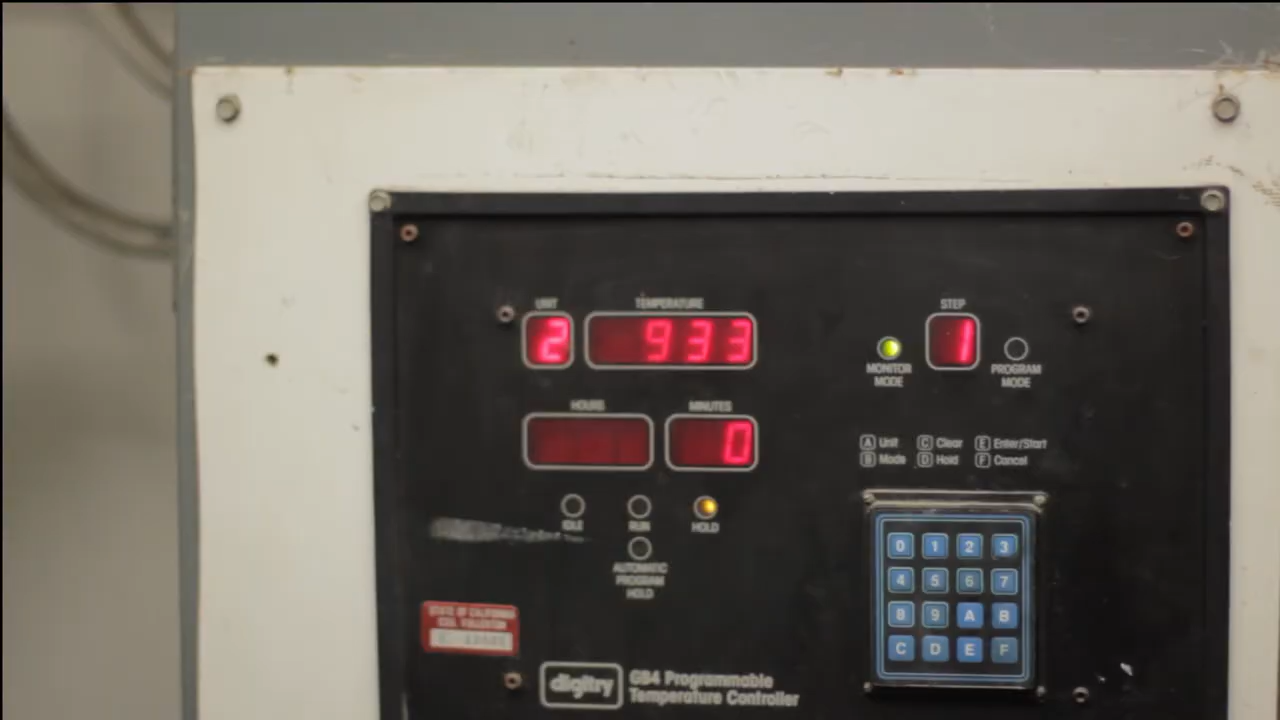 UNIT TEMPERATURE STEP
2 933 1
MONITOR MODE
PROGRAM MODE
HOURS MINUTES
0
A Unit C Clear E Enter/Start
B Mode D Hold F Cancel
IDLE RUN HOLD
AUTOMATIC
PROGRAM
HOLD
0 1 2 3
4 5 6 7
8 9 A B
C D E F
STATE OF CALIFORNIA
digitry
GB4 Programmable
Temperature Controller